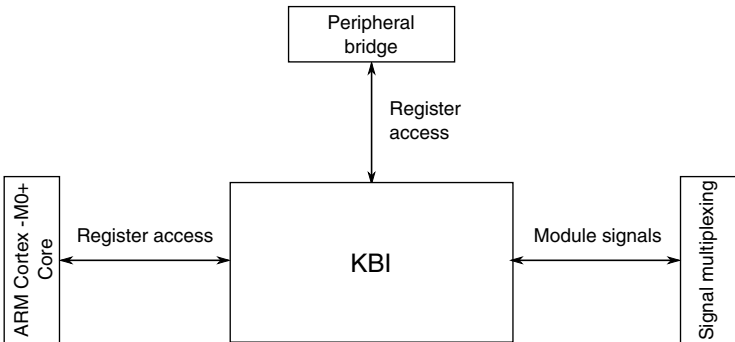 Peripheral
bridge
Register
access
ARM Cortex -M0+
Core
Register access
KBI
Module signals
Signal multiplexing